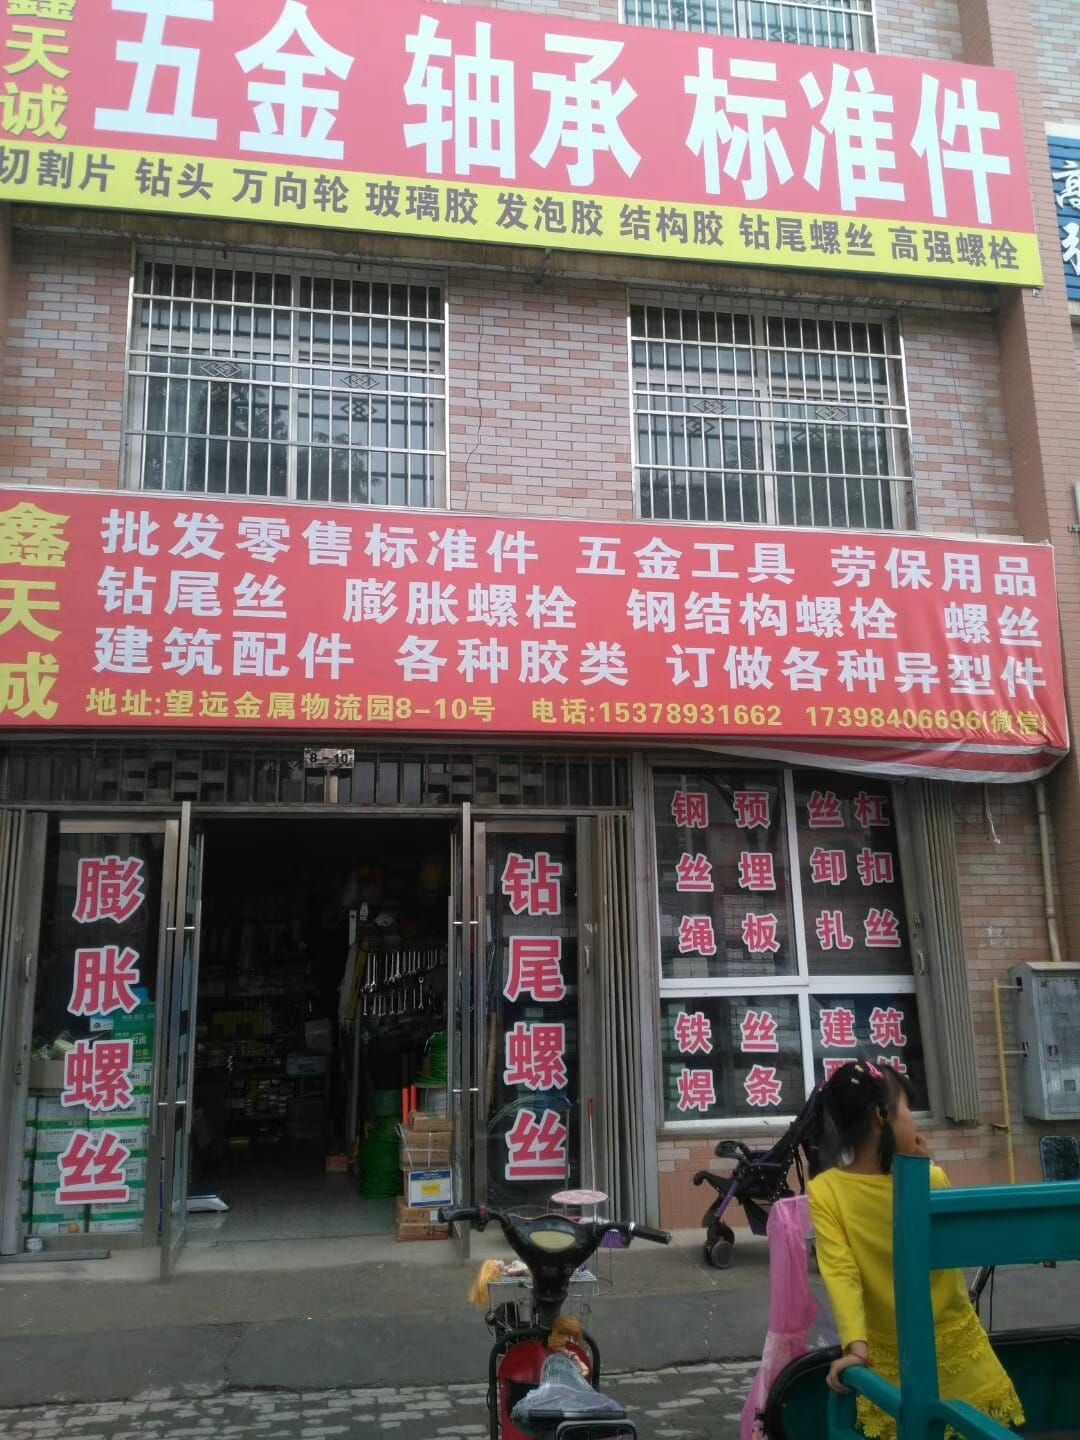 鑫天诚
五金 轴承 标准件
切割片 钻头 万向轮 玻璃胶 发泡胶 结构胶 钻尾螺丝 高强螺栓
高
鑫天诚
批发零售标准件 五金工具 劳保用品
钻尾丝 膨胀螺栓 钢结构螺栓 螺丝
建筑配件 各种胶类 订做各种异型件
地址:望远金属物流园8-10号 电话:15378931662 17398406696(微信)
8-10
膨胀螺丝
钻尾螺丝
钢丝绳
预埋板
丝杠
卸扣
扎丝
铁丝
焊条
建筑